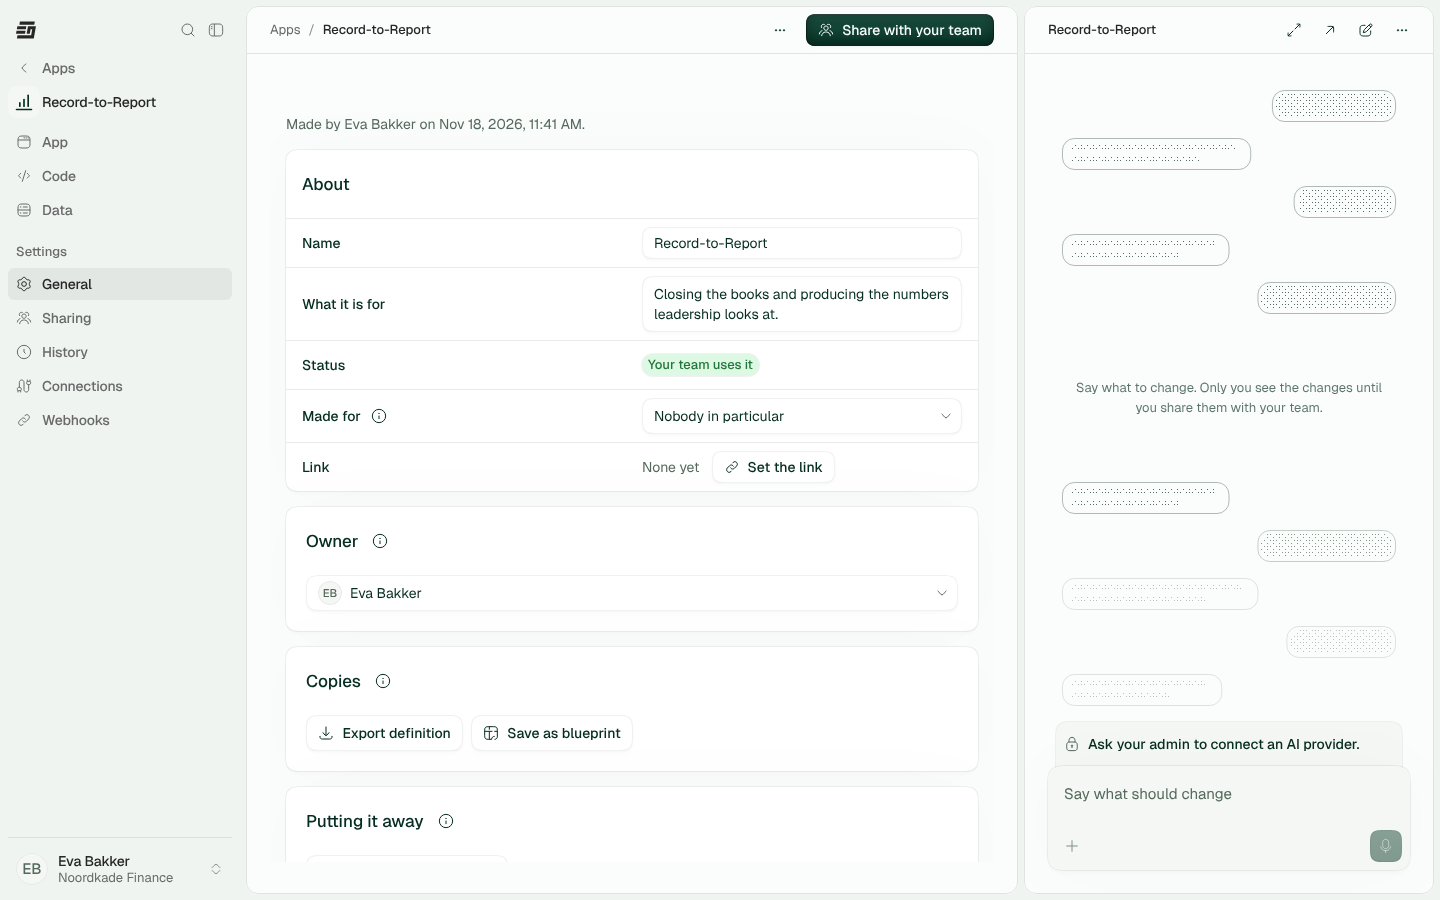 Apps
Record-to-Report
App
Code
Data
Settings
General
Sharing
History
Connections
Webhooks
EB
Eva Bakker
Noordkade Finance
Apps / Record-to-Report
Share with your team
Made by Eva Bakker on Nov 18, 2026, 11:41 AM.
About
Name
Record-to-Report
What it is for
Closing the books and producing the numbers
leadership looks at.
Status
Your team uses it
Made for
Nobody in particular
Link
None yet
Set the link
Owner
EB
Eva Bakker
Copies
Export definition
Save as blueprint
Putting it away
Record-to-Report
Say what to change. Only you see the changes until
you share them with your team.
Ask your admin to connect an AI provider.
Say what should change